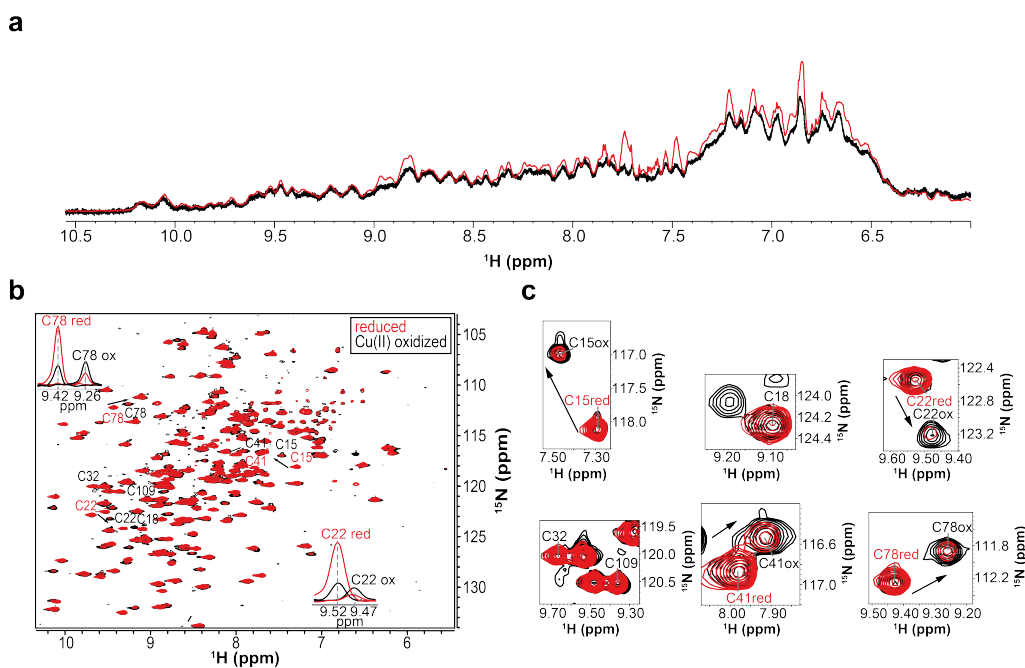 a
10.5 10.0 9.5 9.0 8.5 8.0 7.5 7.0 6.5
¹H (ppm)
b
C78 red
C78 ox
9.42 9.26
ppm
reduced
Cu(II) oxidized
C78 C78
C41 C15
C41 C15
C32
C109
C22
C22 C18
C22 red
C22 ox
9.52 9.47
ppm
105
110
115
120
125
130
¹⁵N (ppm)
10 9 8 7 6
¹H (ppm)
c
C15ox
C15red
117.0
117.5
118.0
¹⁵N (ppm)
7.50 7.30
¹H (ppm)
C18
124.0
124.2
124.4
¹⁵N (ppm)
9.20 9.10
¹H (ppm)
C22red
C22ox
122.4
122.8
123.2
¹⁵N (ppm)
9.60 9.50 9.40
¹H (ppm)
C32
C109
119.5
120.0
120.5
¹⁵N (ppm)
9.70 9.50 9.30
¹H (ppm)
C41ox
C41red
116.6
117.0
¹⁵N (ppm)
8.00 7.90
¹H (ppm)
C78ox
C78red
111.8
112.2
¹⁵N (ppm)
9.50 9.40 9.30 9.20
¹H (ppm)